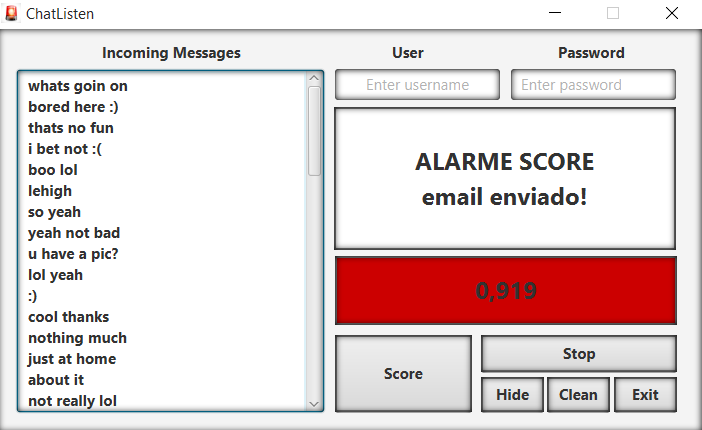 ChatListen
Incoming Messages
User
Password
whats goin on
bored here :)
thats no fun
i bet not :(
boo lol
lehigh
so yeah
yeah not bad
u have a pic?
lol yeah
:)
cool thanks
nothing much
just at home
about it
not really lol
Enter username
Enter password
ALARME SCORE
email enviado!
0,919
Score
Stop
Hide
Clean
Exit